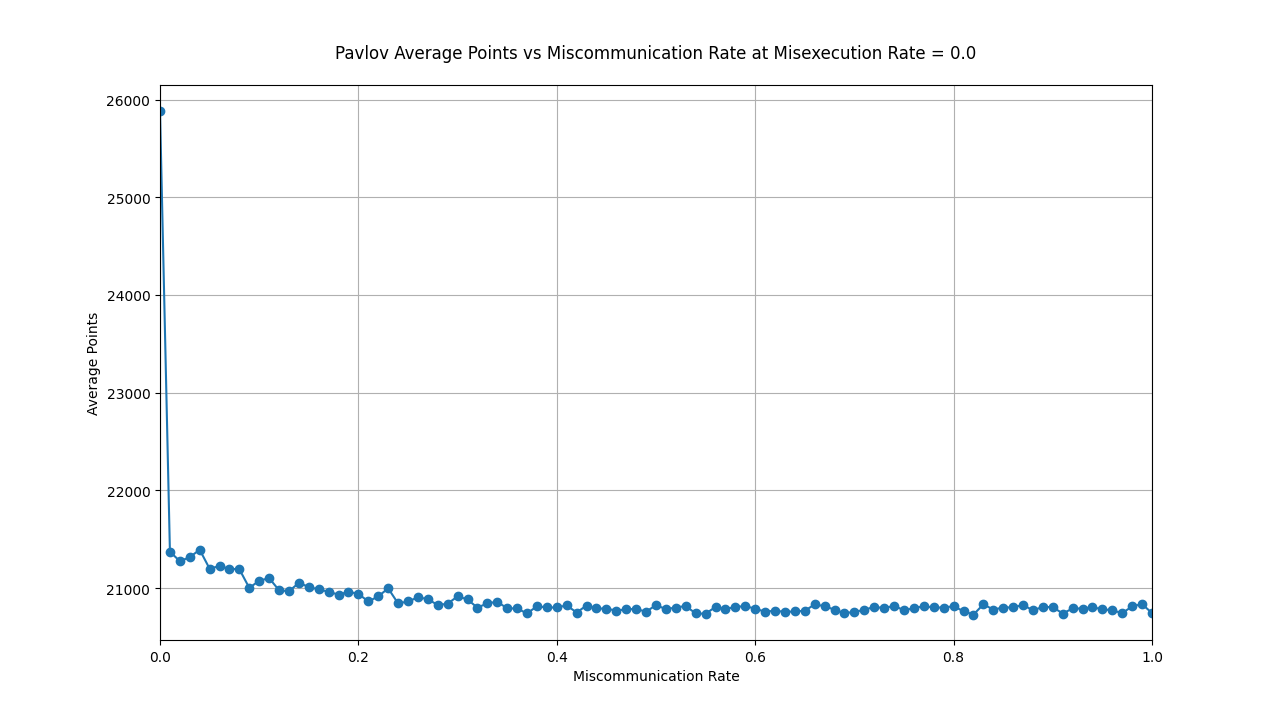 Pavlov Average Points vs Miscommunication Rate at Misexecution Rate = 0.0
26000
25000
24000
23000
22000
21000
Average Points
0.0 0.2 0.4 0.6 0.8 1.0
Miscommunication Rate